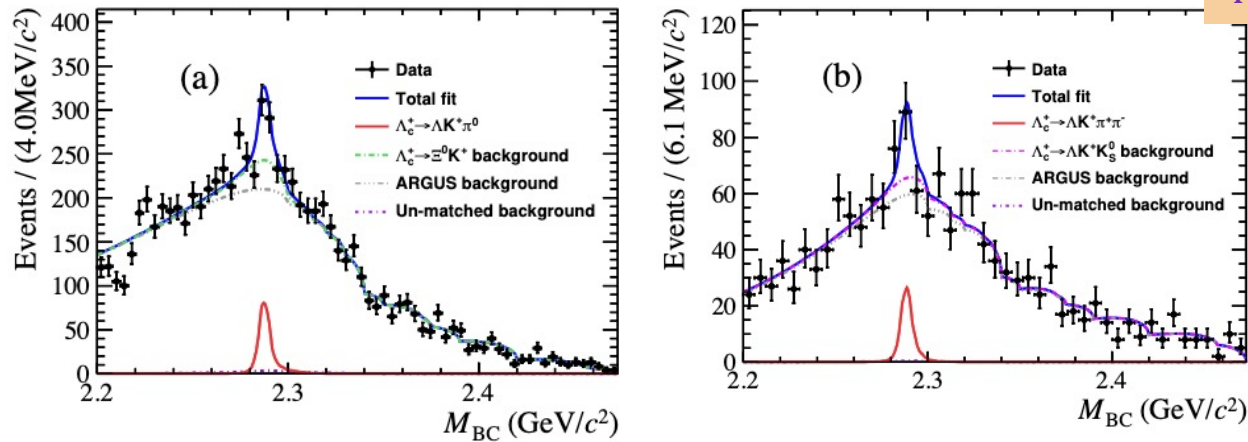 (a)
Events / (4.0MeV/c²)
400
350
300
250
200
150
100
50
0
Data
Total fit
Λc⁺→ΛK⁺π⁰
Λc⁺→Ξ⁰K⁺ background
ARGUS background
Un-matched background
2.2 2.3 2.4
M_BC (GeV/c²)
(b)
Events / (6.1 MeV/c²)
120
100
80
60
40
20
0
Data
Total fit
Λc⁺→ΛK⁺π⁺π⁻
Λc⁺→ΛK⁺K_S⁰ background
ARGUS background
Un-matched background
2.2 2.3 2.4
M_BC (GeV/c²)